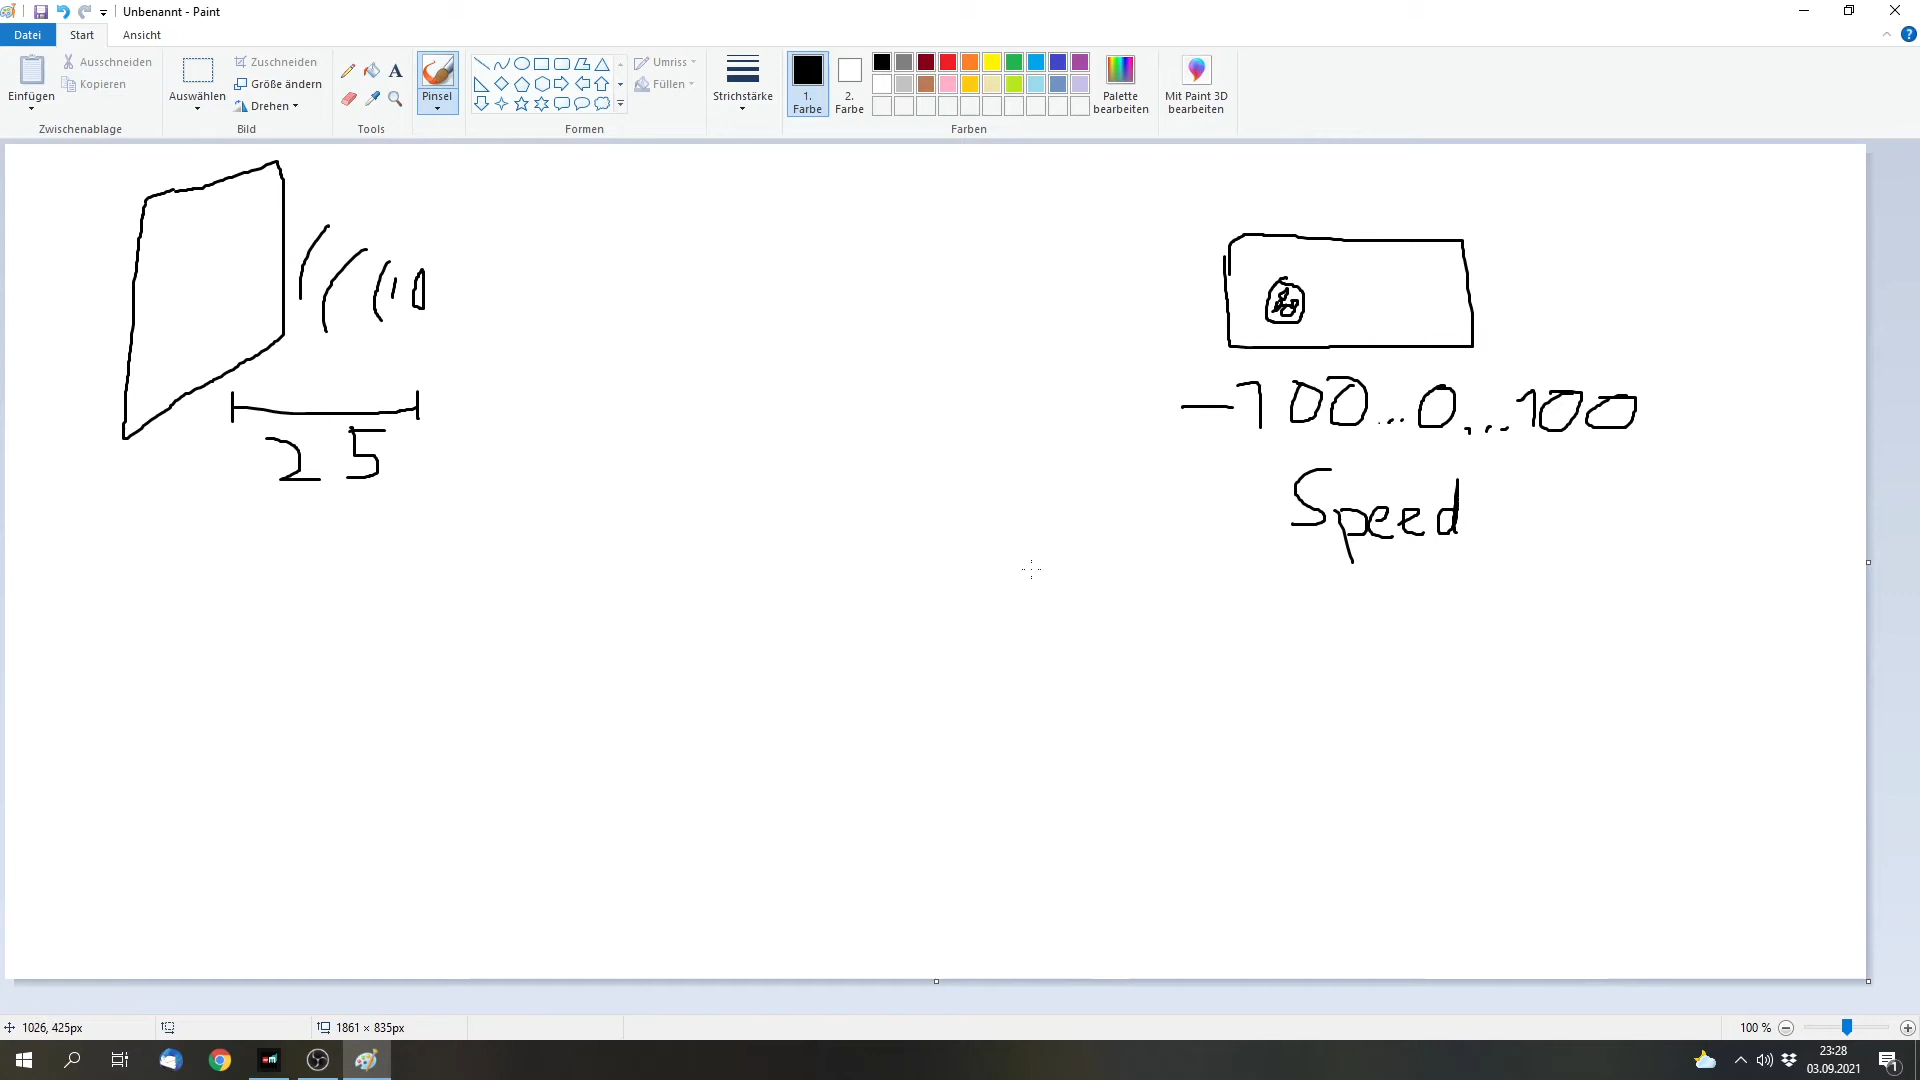 Unbenannt - Paint
Datei Start Ansicht
Einfügen
Ausschneiden
Kopieren
Zwischenablage
Auswählen
Zuschneiden
Größe ändern
Drehen
Bild
A
Tools
Pinsel
Umriss
Füllen
Formen
Strichstärke
1.
Farbe
2.
Farbe
Palette
bearbeiten
Farben
Mit Paint 3D
bearbeiten
25
-100...0...100
Speed
1026, 425px
1861 × 835px
100 %
23:28
03.09.2021
1